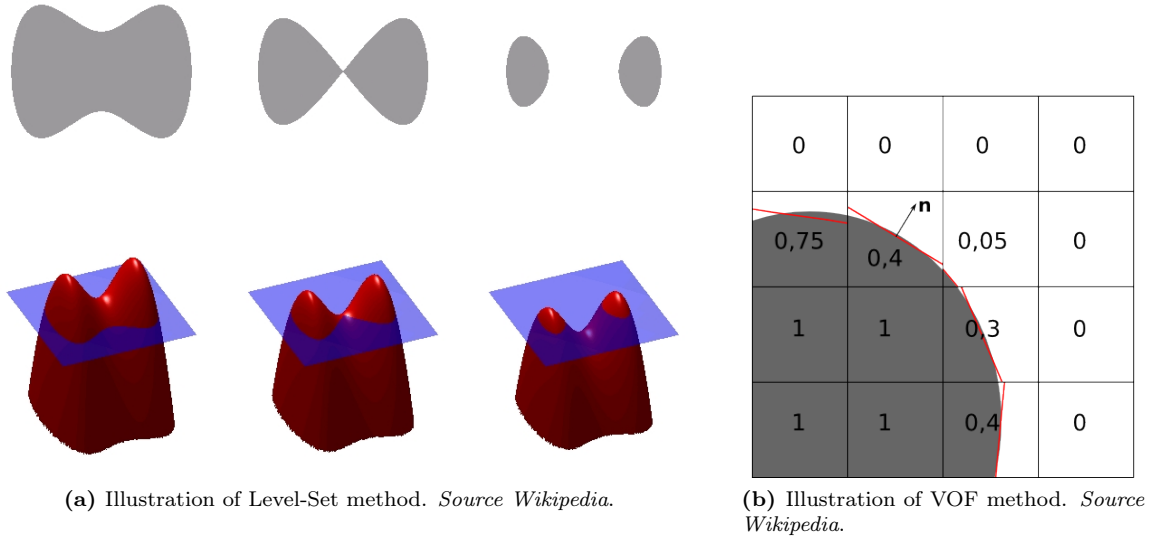 0 0 0 0
n
0,75 0,4 0,05 0
1 1 0,3 0
1 1 0,4 0
(a) Illustration of Level-Set method. Source Wikipedia.
(b) Illustration of VOF method. Source
Wikipedia.